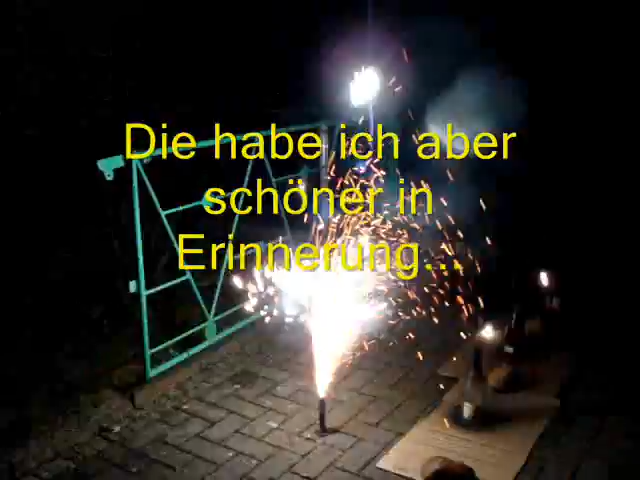 Die habe ich aber
schöner in
Erinnerung...